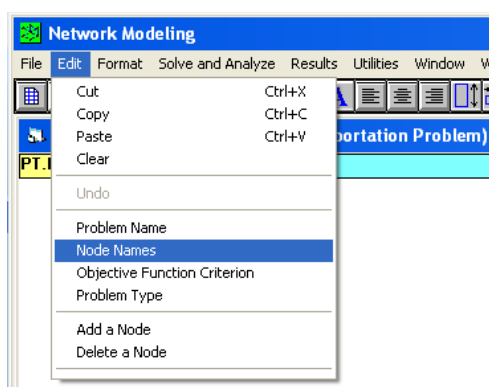 Network Modeling
File Edit Format Solve and Analyze Results Utilities Window
Cut Ctrl+X
Copy Ctrl+C
Paste Ctrl+V
Clear
Undo
Problem Name
Node Names
Objective Function Criterion
Problem Type
Add a Node
Delete a Node
A
portation Problem)
PT.